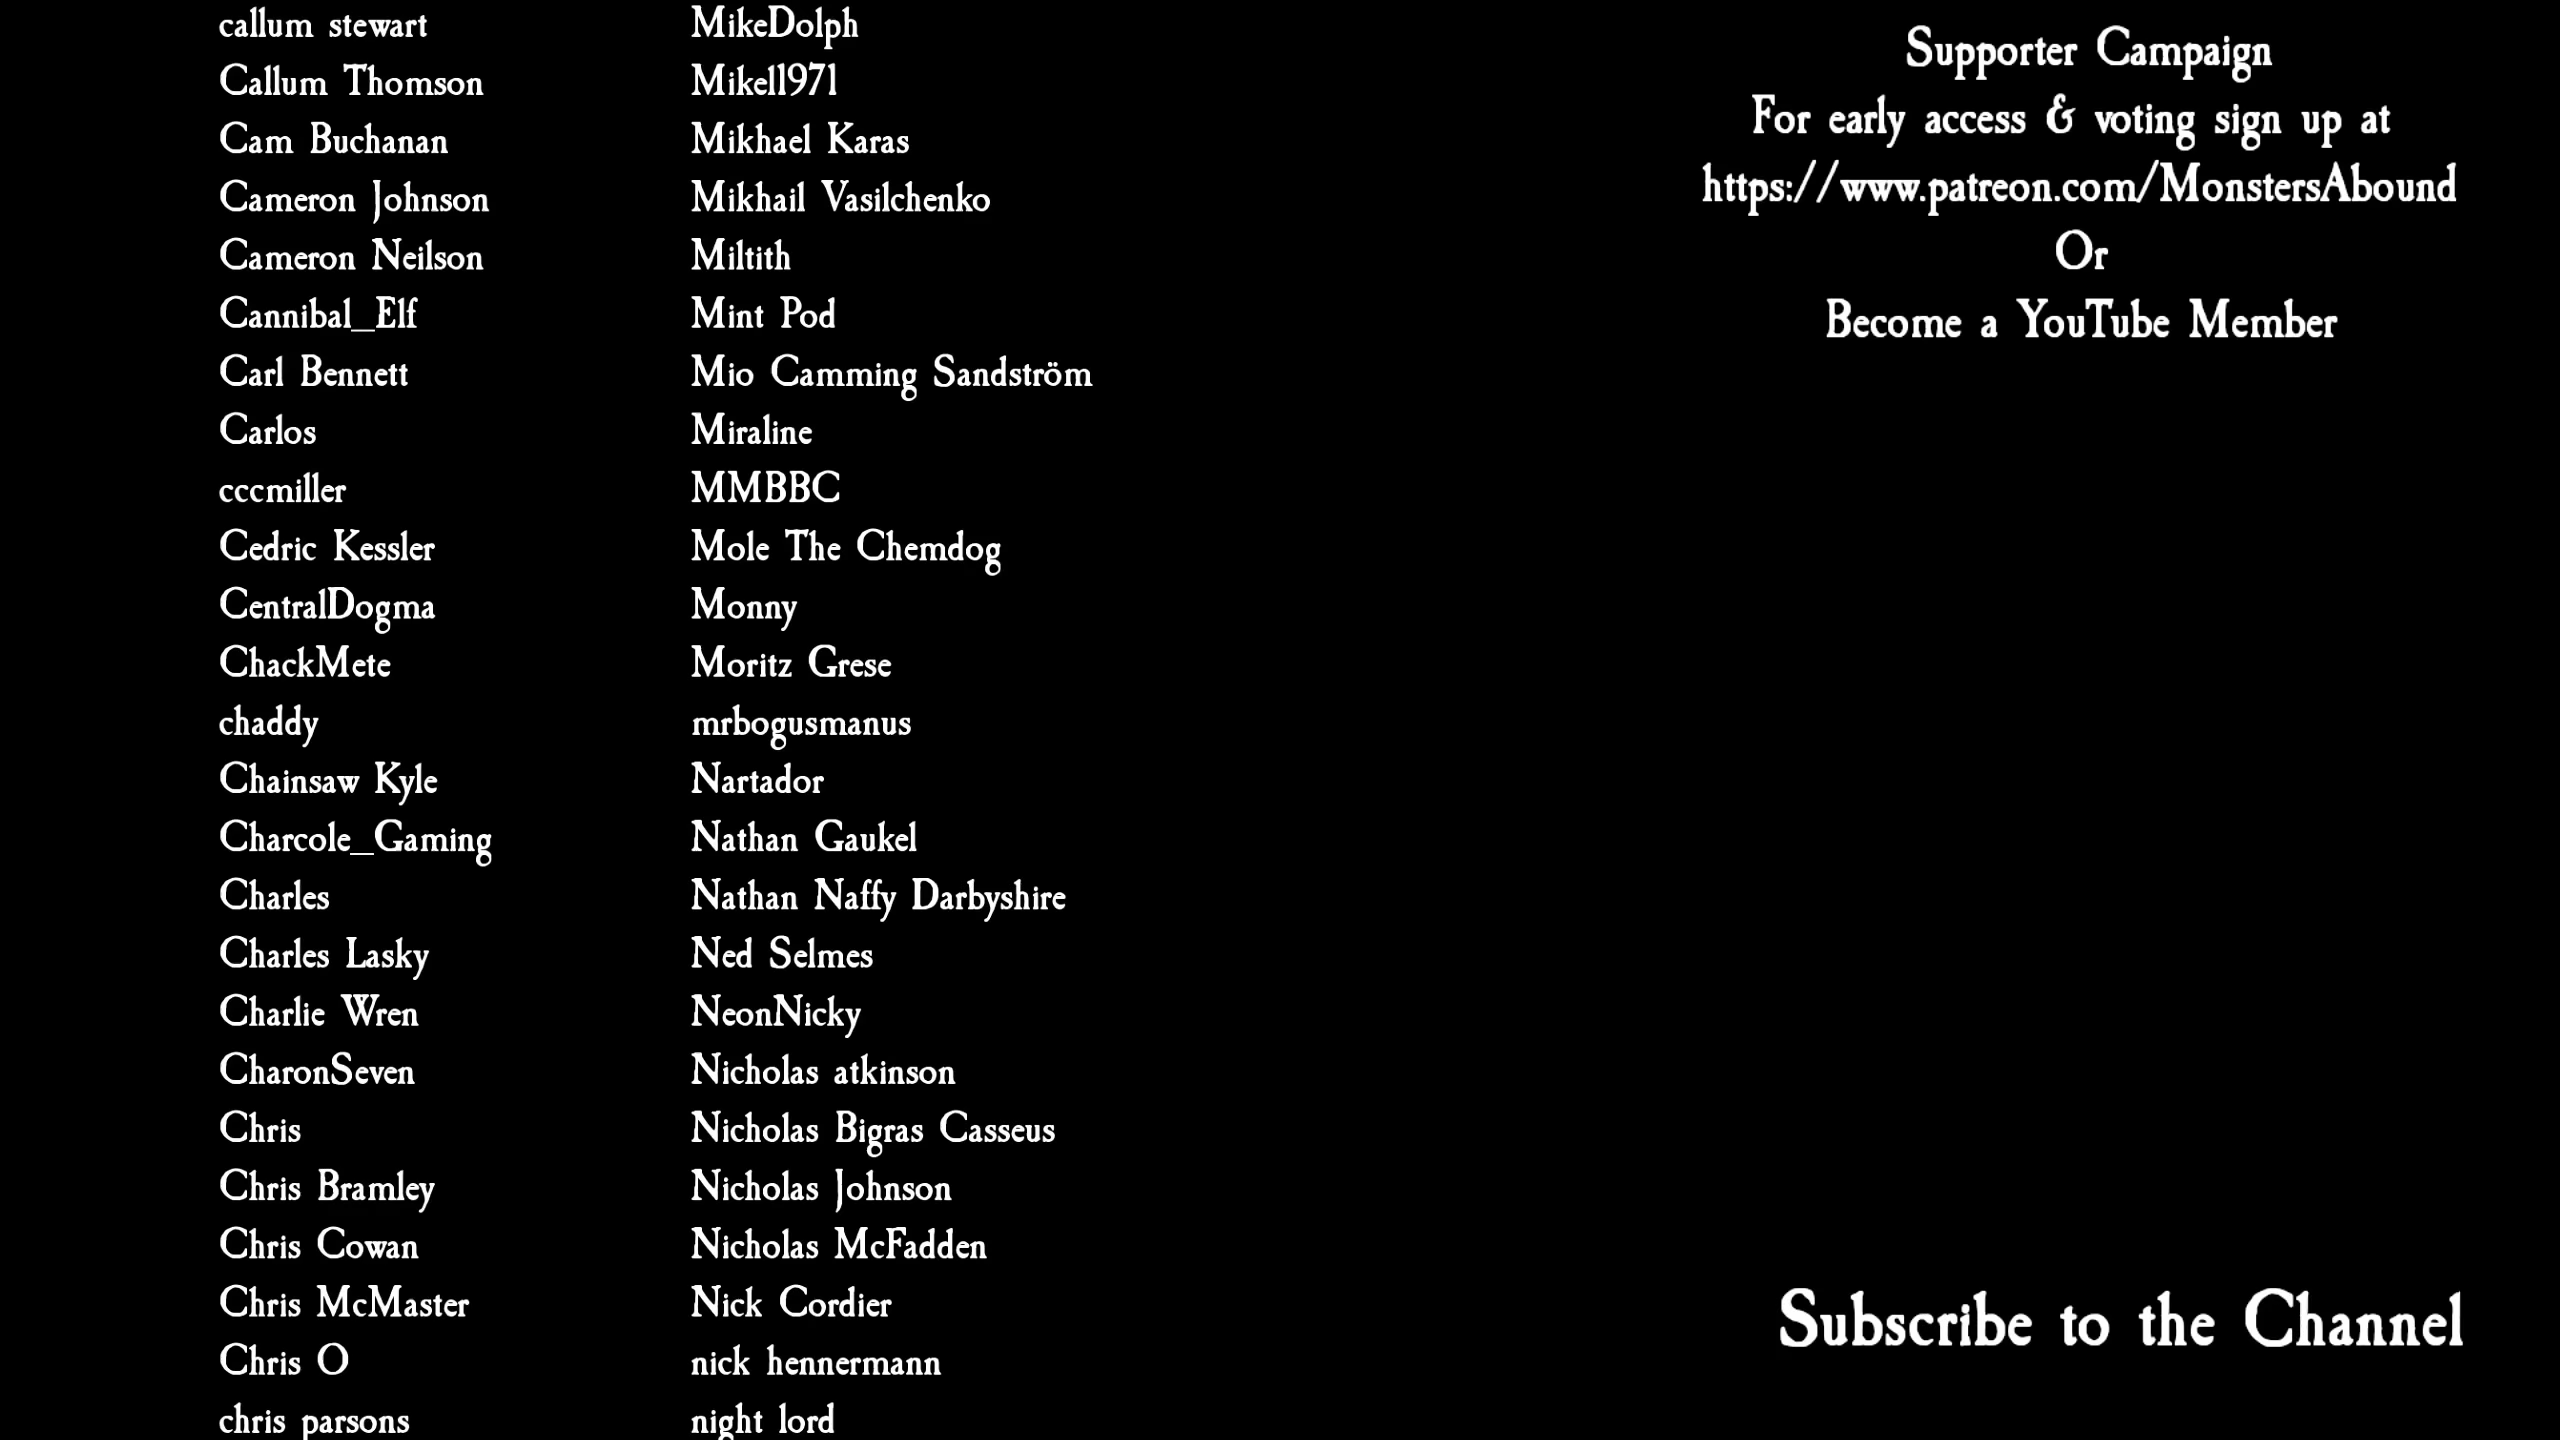 callum stewart
Callum Thomson
Cam Buchanan
Cameron Johnson
Cameron Neilson
Cannibal_Elf
Carl Bennett
Carlos
cccmiller
Cedric Kessler
CentralDogma
ChackMete
chaddy
Chainsaw Kyle
Charcole_Gaming
Charles
Charles Lasky
Charlie Wren
CharonSeven
Chris
Chris Bramley
Chris Cowan
Chris McMaster
Chris O
chris parsons
MikeDolph
Mikell971
Mikhael Karas
Mikhail Vasilchenko
Miltith
Mint Pod
Mio Camming Sandström
Miraline
MMBBC
Mole The Chemdog
Monny
Moritz Grese
mrbogusmanus
Nartador
Nathan Gaukel
Nathan Naffy Darbyshire
Ned Selmes
NeonNicky
Nicholas atkinson
Nicholas Bigras Casseus
Nicholas Johnson
Nicholas McFadden
Nick Cordier
nick hennermann
night lord
Supporter Campaign
For early access & voting sign up at
https://www.patreon.com/MonstersAbound
Or
Become a YouTube Member
Subscribe to the Channel